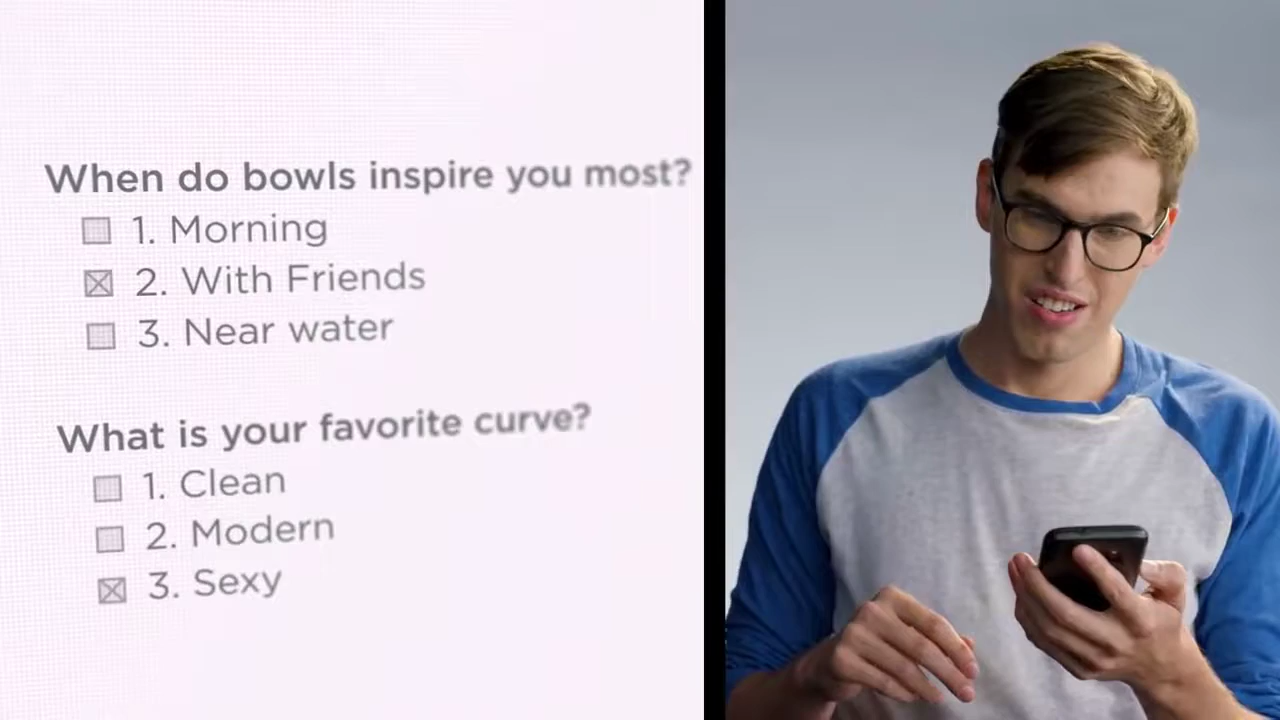 When do bowls inspire you most?
1. Morning
2. With Friends
3. Near water
What is your favorite curve?
1. Clean
2. Modern
3. Sexy